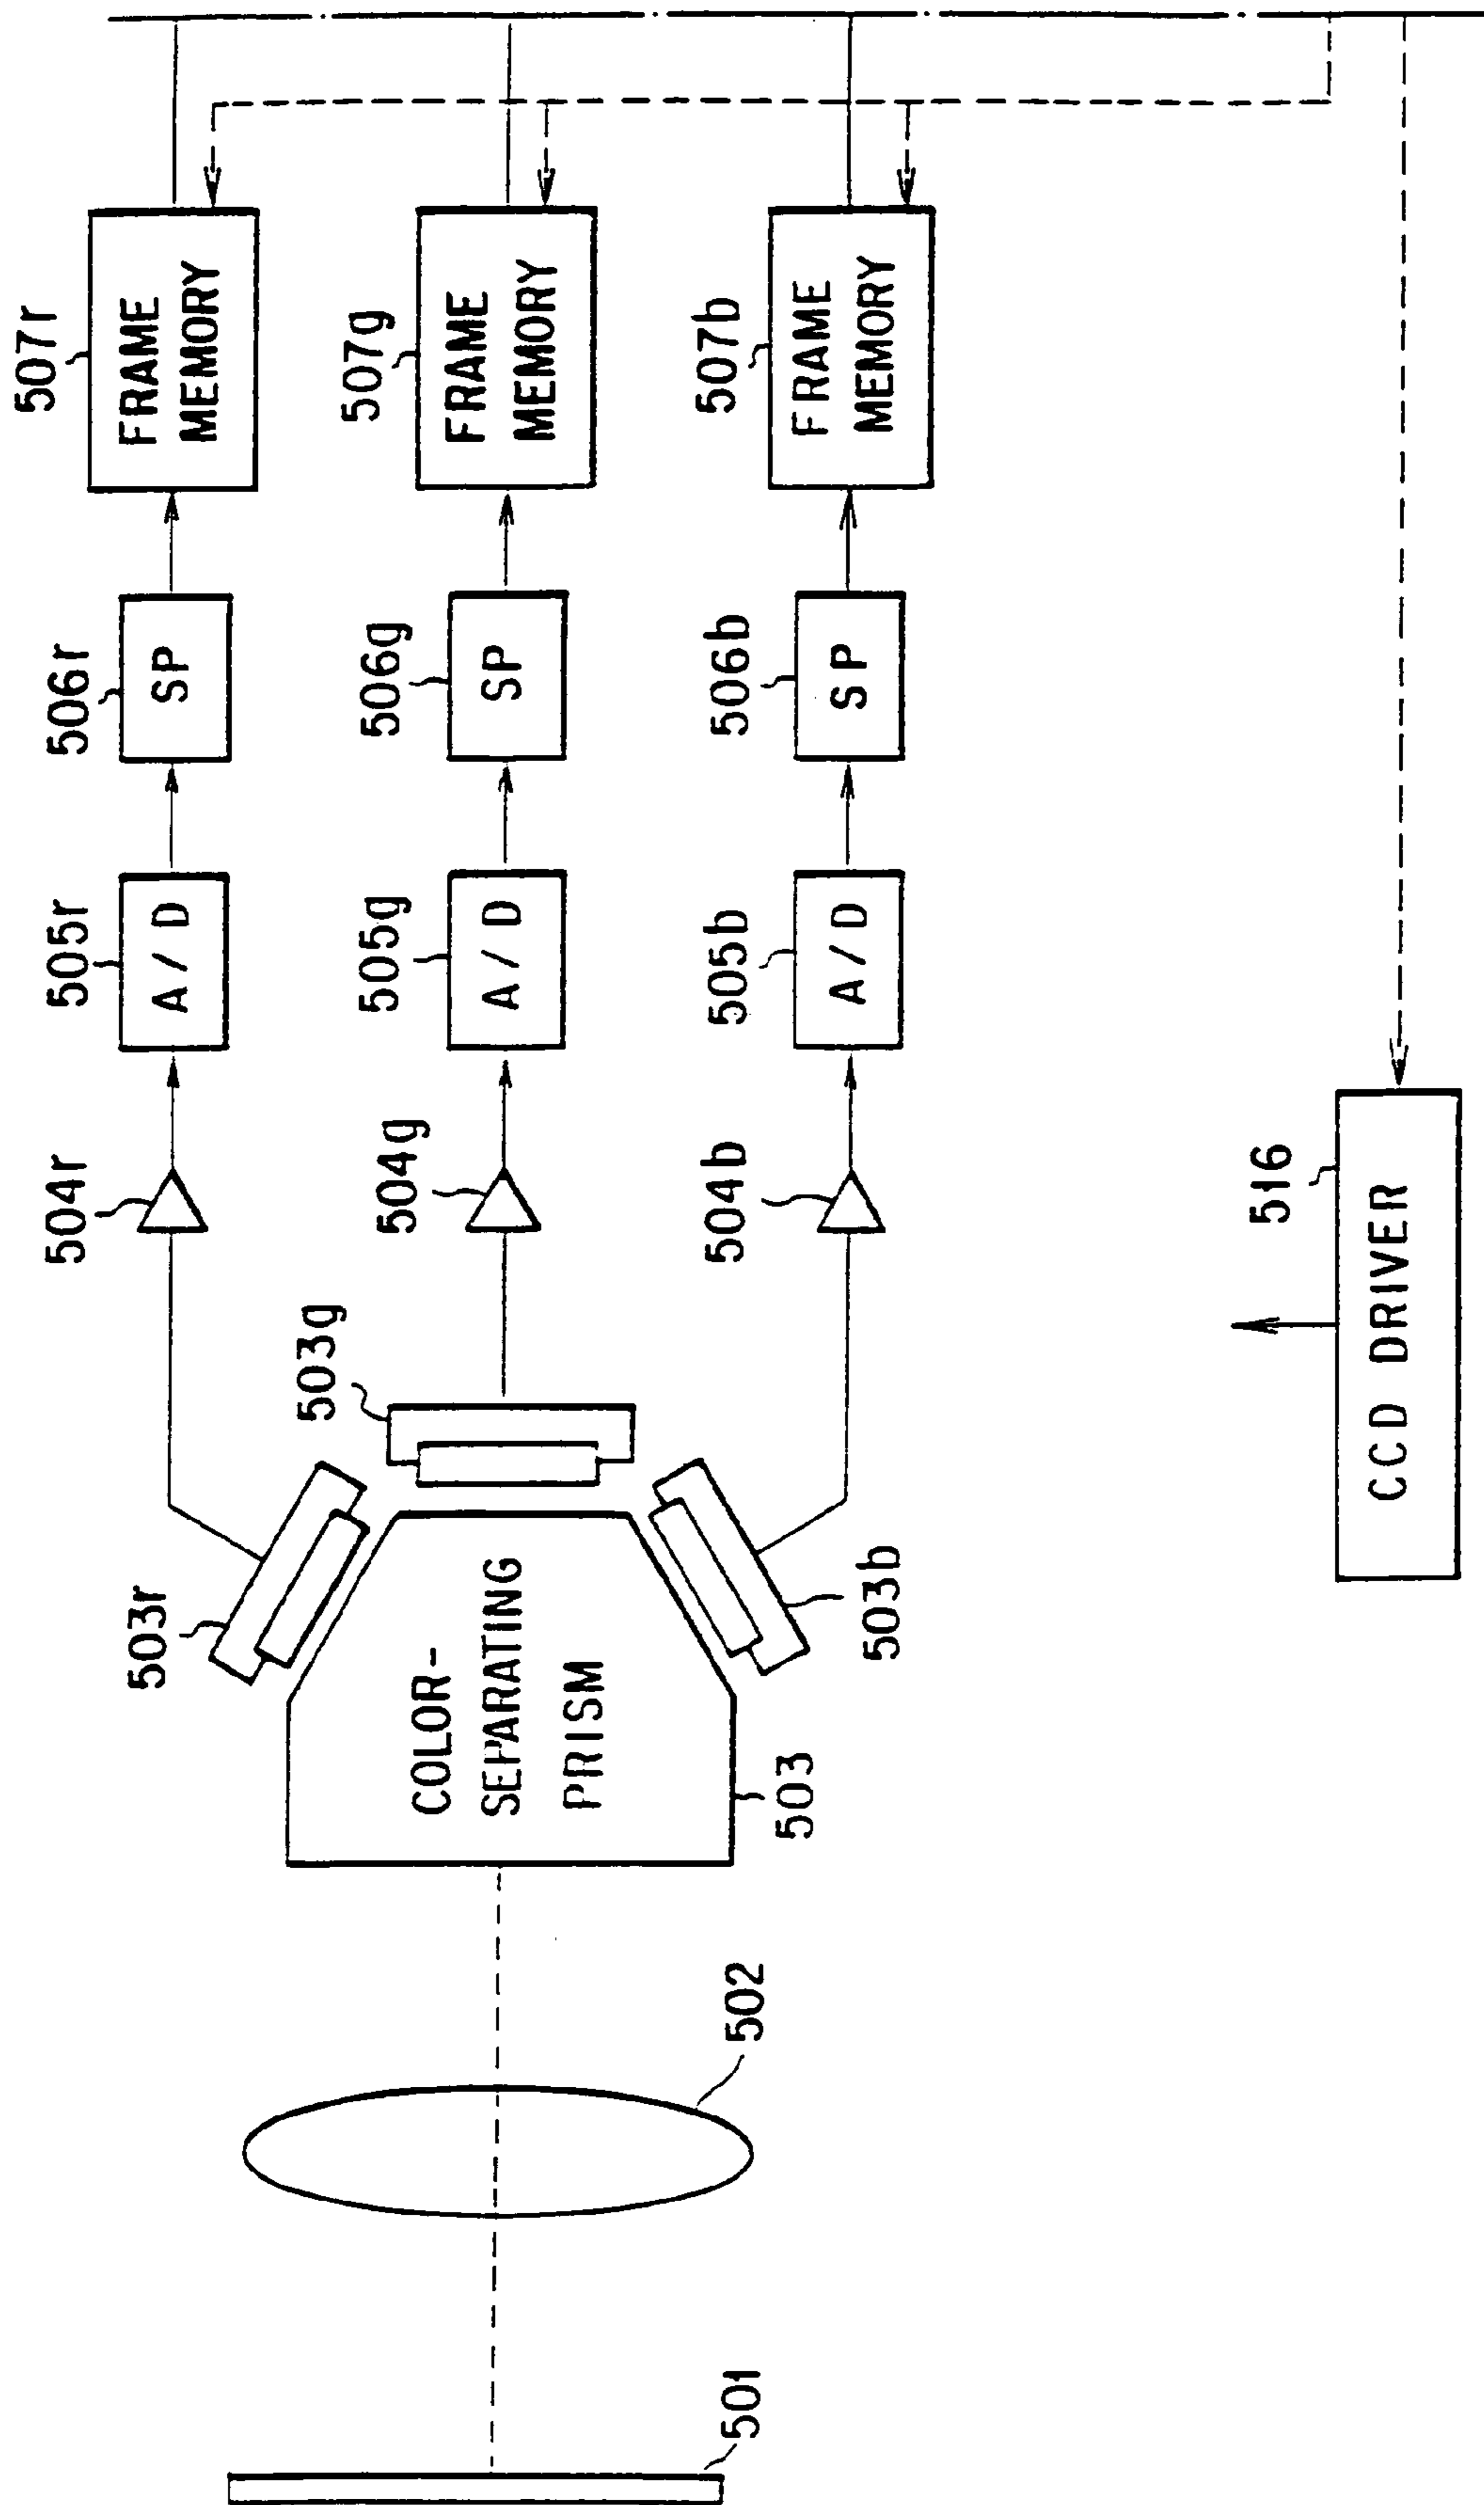 501
502
COLOR-
SEPARATING
PRISM
503
503r
503g
503b
504r
504g
504b
505r
A/D
505g
A/D
505b
A/D
506r
SP
506g
SP
506b
SP
507r
FRAME
MEMORY
507g
FRAME
MEMORY
507b
FRAME
MEMORY
516
CCD DRIVER